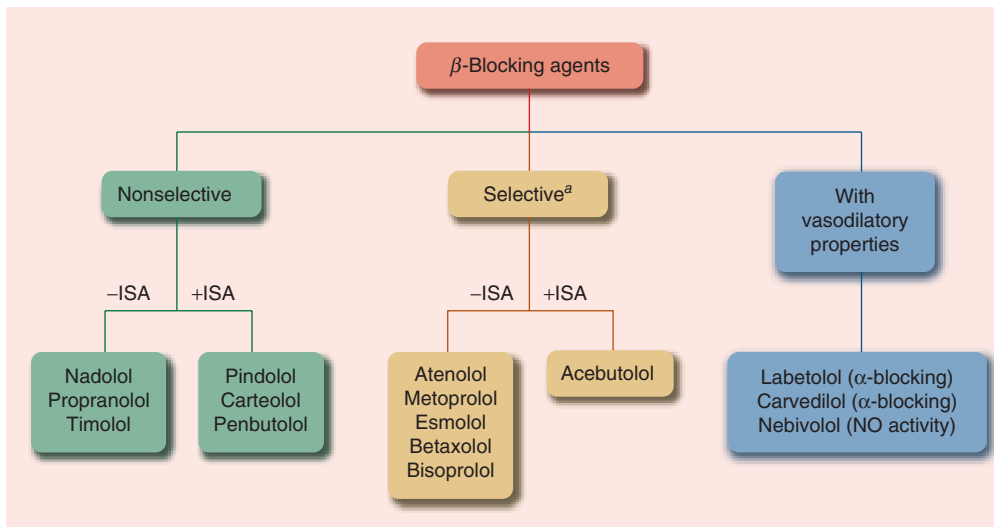 β-Blocking agents
Nonselective
Selectiveᵃ
With
vasodilatory
properties
–ISA +ISA
–ISA +ISA
Nadolol
Propranolol
Timolol
Pindolol
Carteolol
Penbutolol
Atenolol
Metoprolol
Esmolol
Betaxolol
Bisoprolol
Acebutolol
Labetolol (α-blocking)
Carvedilol (α-blocking)
Nebivolol (NO activity)